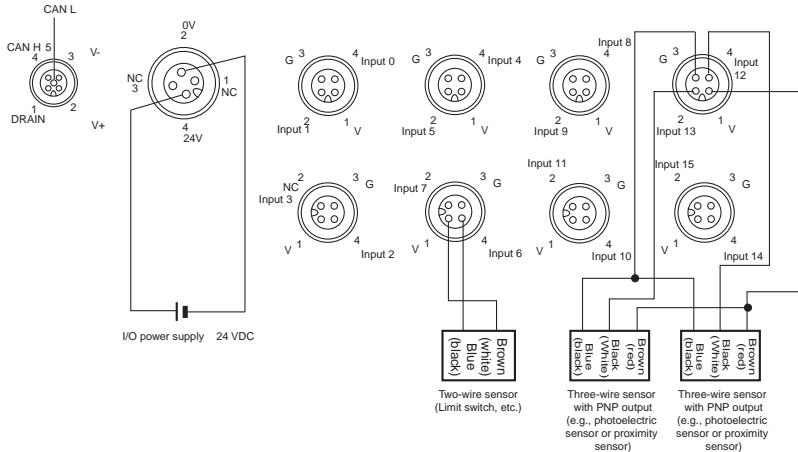 CAN L
CAN H 5
4
3
V-
1
2
DRAIN
V+
0V
2
NC
3
1
NC
4
24V
G 3
4
Input 0
2
Input 1
1
V
G 3
4
Input 4
2
Input 5
1
V
Input 8
G 3
4
2
Input 9
1
V
3
G
4
Input
12
2
Input 13
1
V
NC 2
Input 3
3
G
V 1
4
Input 2
2
Input 7
3
G
V 1
4
Input 6
Input 11
2
3
G
V 1
4
Input 10
Input 15
2
3
G
V 1
4
Input 14
I/O power supply 24 VDC
Brown
(white)
Blue
(black)
Brown
(red)
Black
(White)
Blue
(black)
Brown
(red)
Black
(White)
Blue
(black)
Two-wire sensor
(Limit switch, etc.)
Three-wire sensor
with PNP output
(e.g., photoelectric
sensor or proximity
sensor)
Three-wire sensor
with PNP output
(e.g., photoelectric
sensor or proximity
sensor)